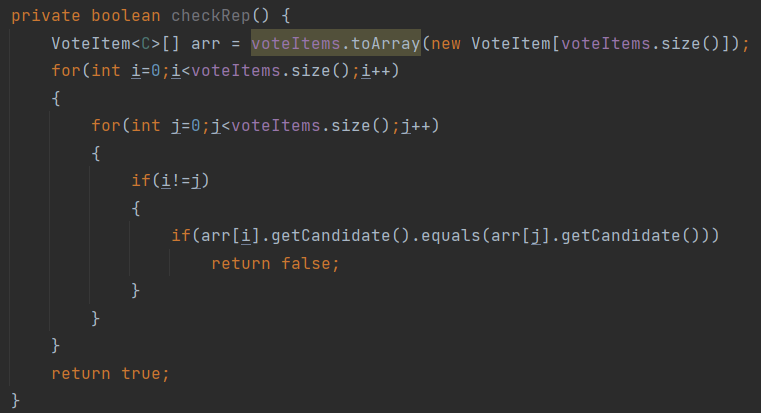 private boolean checkRep() {
    VoteItem<C>[] arr = voteItems.toArray(new VoteItem[voteItems.size()]);
    for(int i=0;i<voteItems.size();i++)
    {
        for(int j=0;j<voteItems.size();j++)
        {
            if(i!=j)
            {
                if(arr[i].getCandidate().equals(arr[j].getCandidate()))
                    return false;
            }
        }
    }
    return true;
}